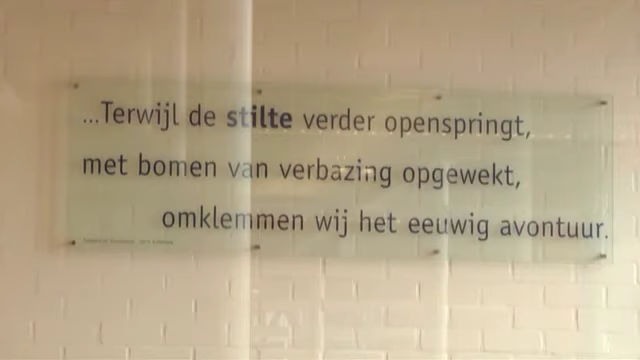 ...Terwijl de stilte verder openspringt,
met bomen van verbazing opgewekt,
omklemmen wij het eeuwig avontuur.